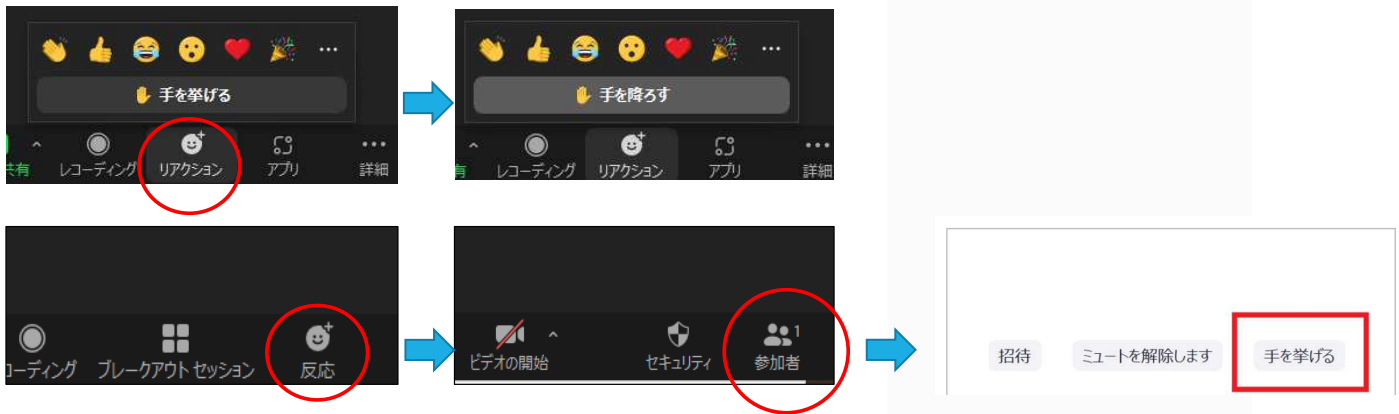 手を挙げる
共有 レコーディング リアクション アプリ 詳細
手を降ろす
有 レコーディング リアクション アプリ 詳細
コーディング ブレークアウト セッション 反応
ビデオの開始 セキュリティ 参加者 1
招待 ミュートを解除します 手を挙げる